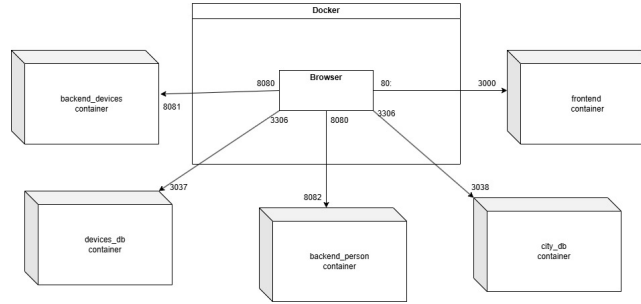 Docker
Browser
8080
80:
3000
8081
backend_devices
container
frontend
container
3306
8080
3306
3037
8082
3038
devices_db
container
backend_person
container
city_db
container